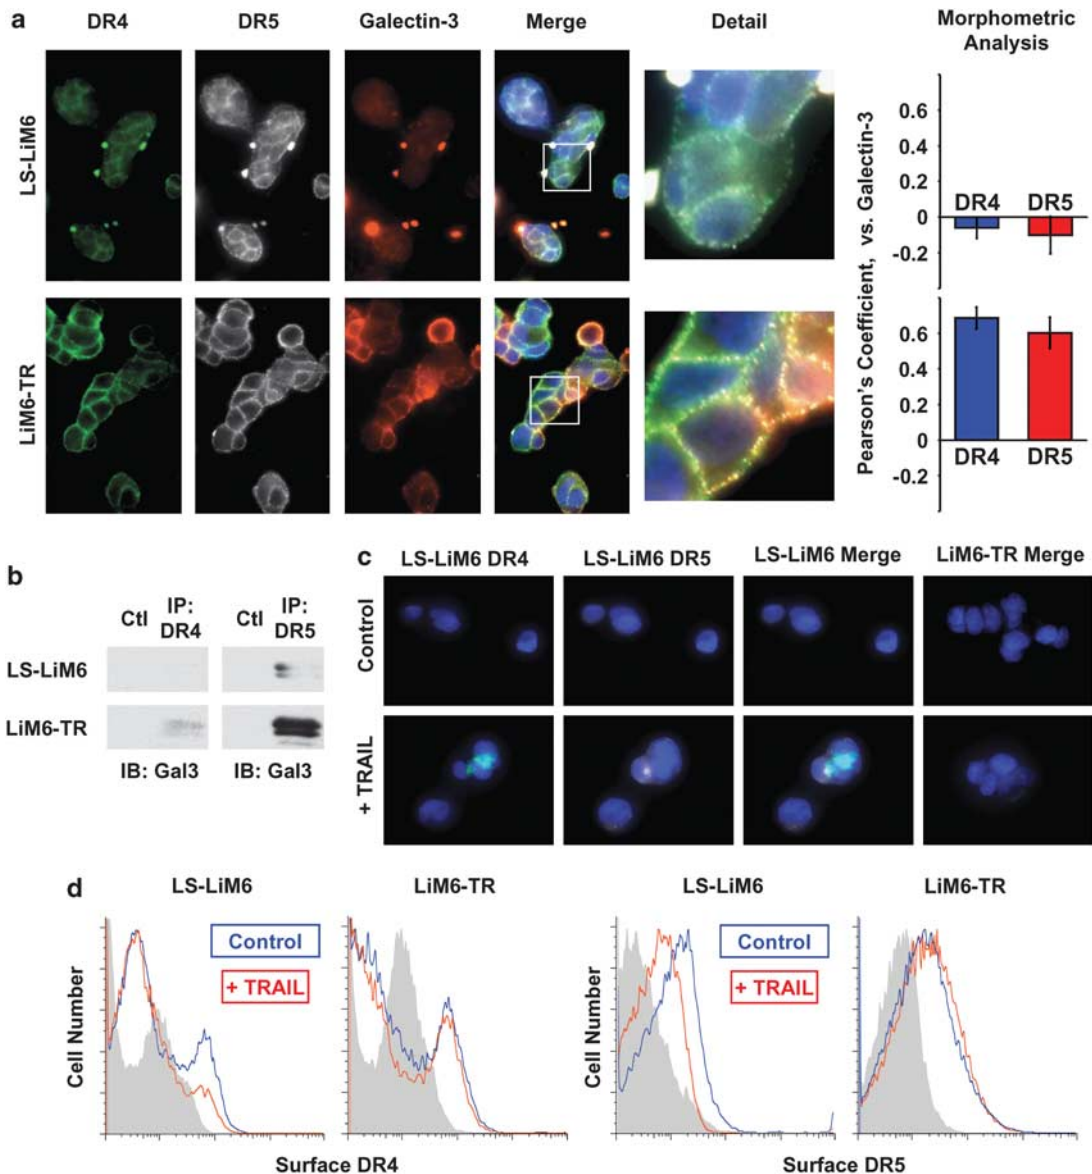 a
DR4 DR5 Galectin-3 Merge Detail Morphometric
Analysis
LS-LiM6
LiM6-TR
Pearson's Coefficient, vs. Galectin-3
0.6
0.4
0.2
0
-0.2
DR4 DR5
0.6
0.4
0.2
0
-0.2
DR4 DR5
b
Ctl IP: DR4 Ctl IP: DR5
LS-LiM6
LiM6-TR
IB: Gal3 IB: Gal3
c
LS-LiM6 DR4 LS-LiM6 DR5 LS-LiM6 Merge LiM6-TR Merge
Control
+ TRAIL
d
LS-LiM6 LiM6-TR LS-LiM6 LiM6-TR
Cell Number
Control
+ TRAIL
Cell Number
Control
+ TRAIL
Surface DR4 Surface DR5